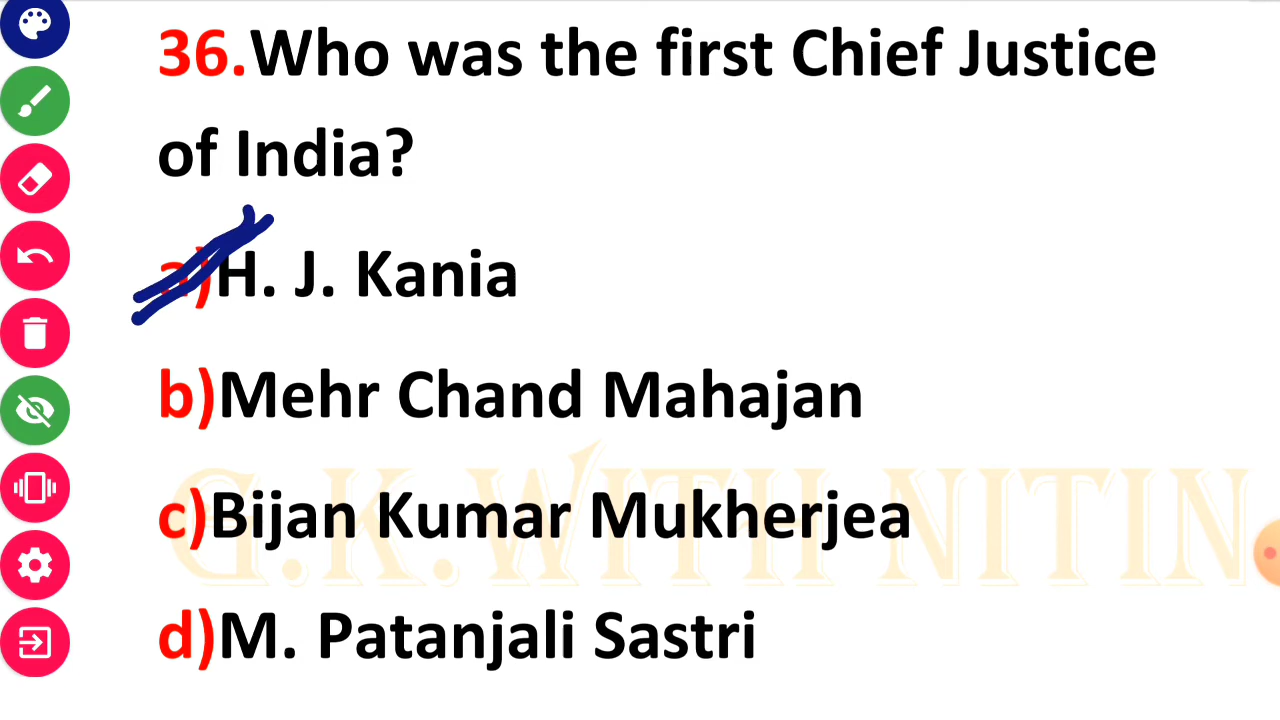 36.Who was the first Chief Justice
of India?
a)H. J. Kania
b)Mehr Chand Mahajan
c)Bijan Kumar Mukherjea
G.K.WITH NITIN
d)M. Patanjali Sastri